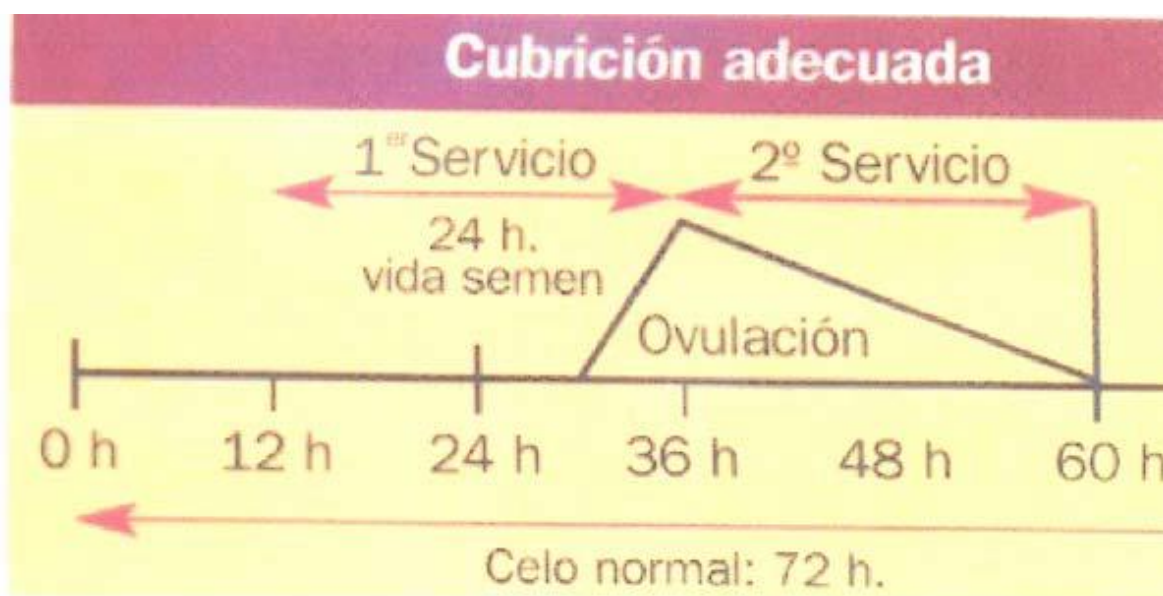 Cubrición adecuada
1er Servicio
2º Servicio
24 h.
vida semen
Ovulación
0 h 12 h 24 h 36 h 48 h 60 h
Celo normal: 72 h.